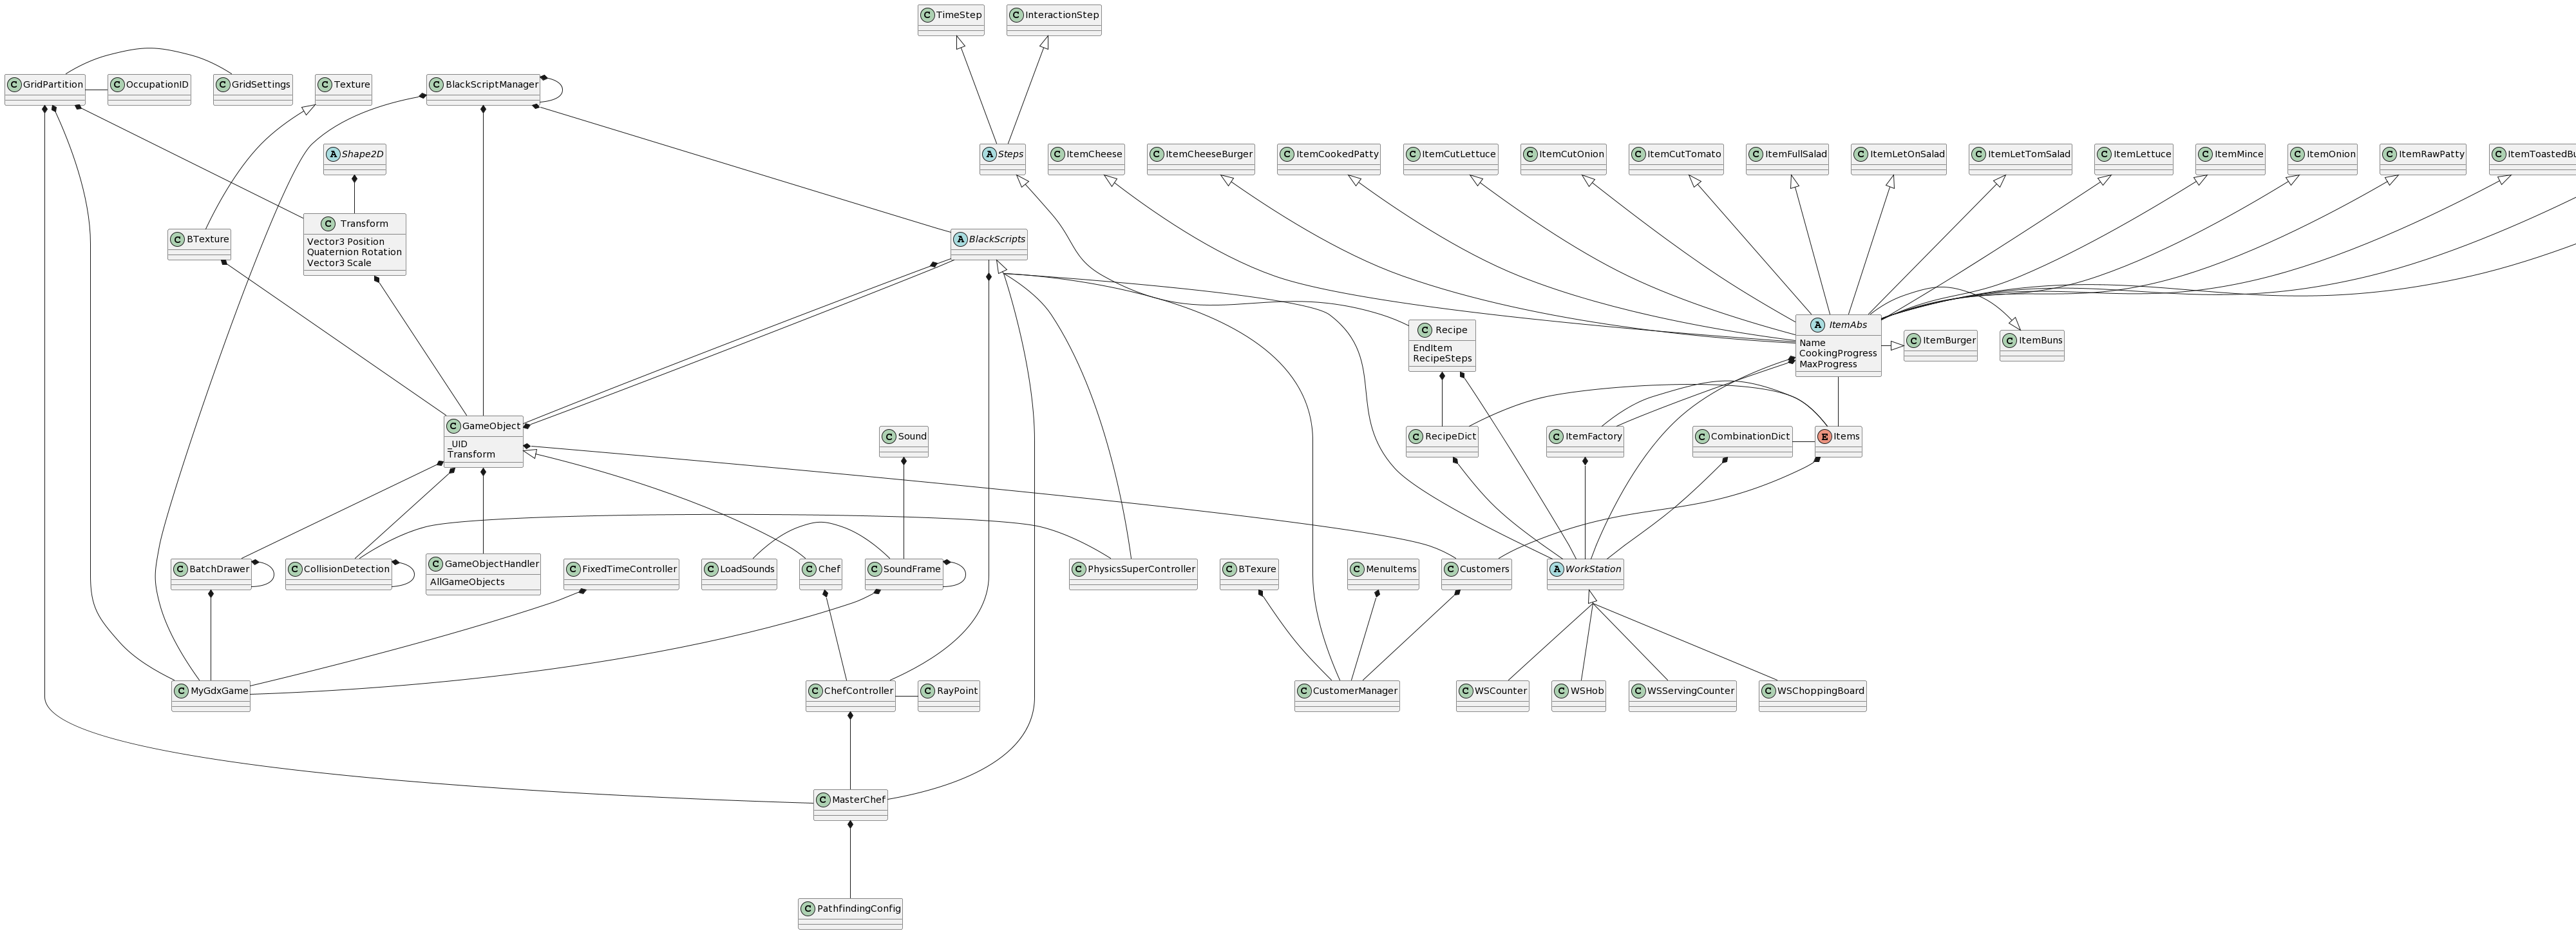 C TimeStep
C InteractionStep
C GridPartition
C OccupationID
C GridSettings
C Texture
C BlackScriptManager
A Shape2D
A Steps
C ItemCheese
C ItemCheeseBurger
C ItemCookedPatty
C ItemCutLettuce
C ItemCutOnion
C ItemCutTomato
C ItemFullSalad
C ItemLetOnSalad
C ItemLetTomSalad
C ItemLettuce
C ItemMince
C ItemOnion
C ItemRawPatty
C ItemToastedBu
C BTexture
C Transform
Vector3 Position
Quaternion Rotation
Vector3 Scale
A BlackScripts
C Recipe
EndItem
RecipeSteps
A ItemAbs
Name
CookingProgress
MaxProgress
C ItemBurger
C ItemBuns
C GameObject
_UID
Transform
C Sound
C RecipeDict
C ItemFactory
C CombinationDict
E Items
C BatchDrawer
C CollisionDetection
C GameObjectHandler
AllGameObjects
C FixedTimeController
C LoadSounds
C Chef
C SoundFrame
C PhysicsSuperController
C BTexure
C MenuItems
C Customers
A WorkStation
C MyGdxGame
C ChefController
C RayPoint
C CustomerManager
C WSCounter
C WSHob
C WSServingCounter
C WSChoppingBoard
C MasterChef
C PathfindingConfig